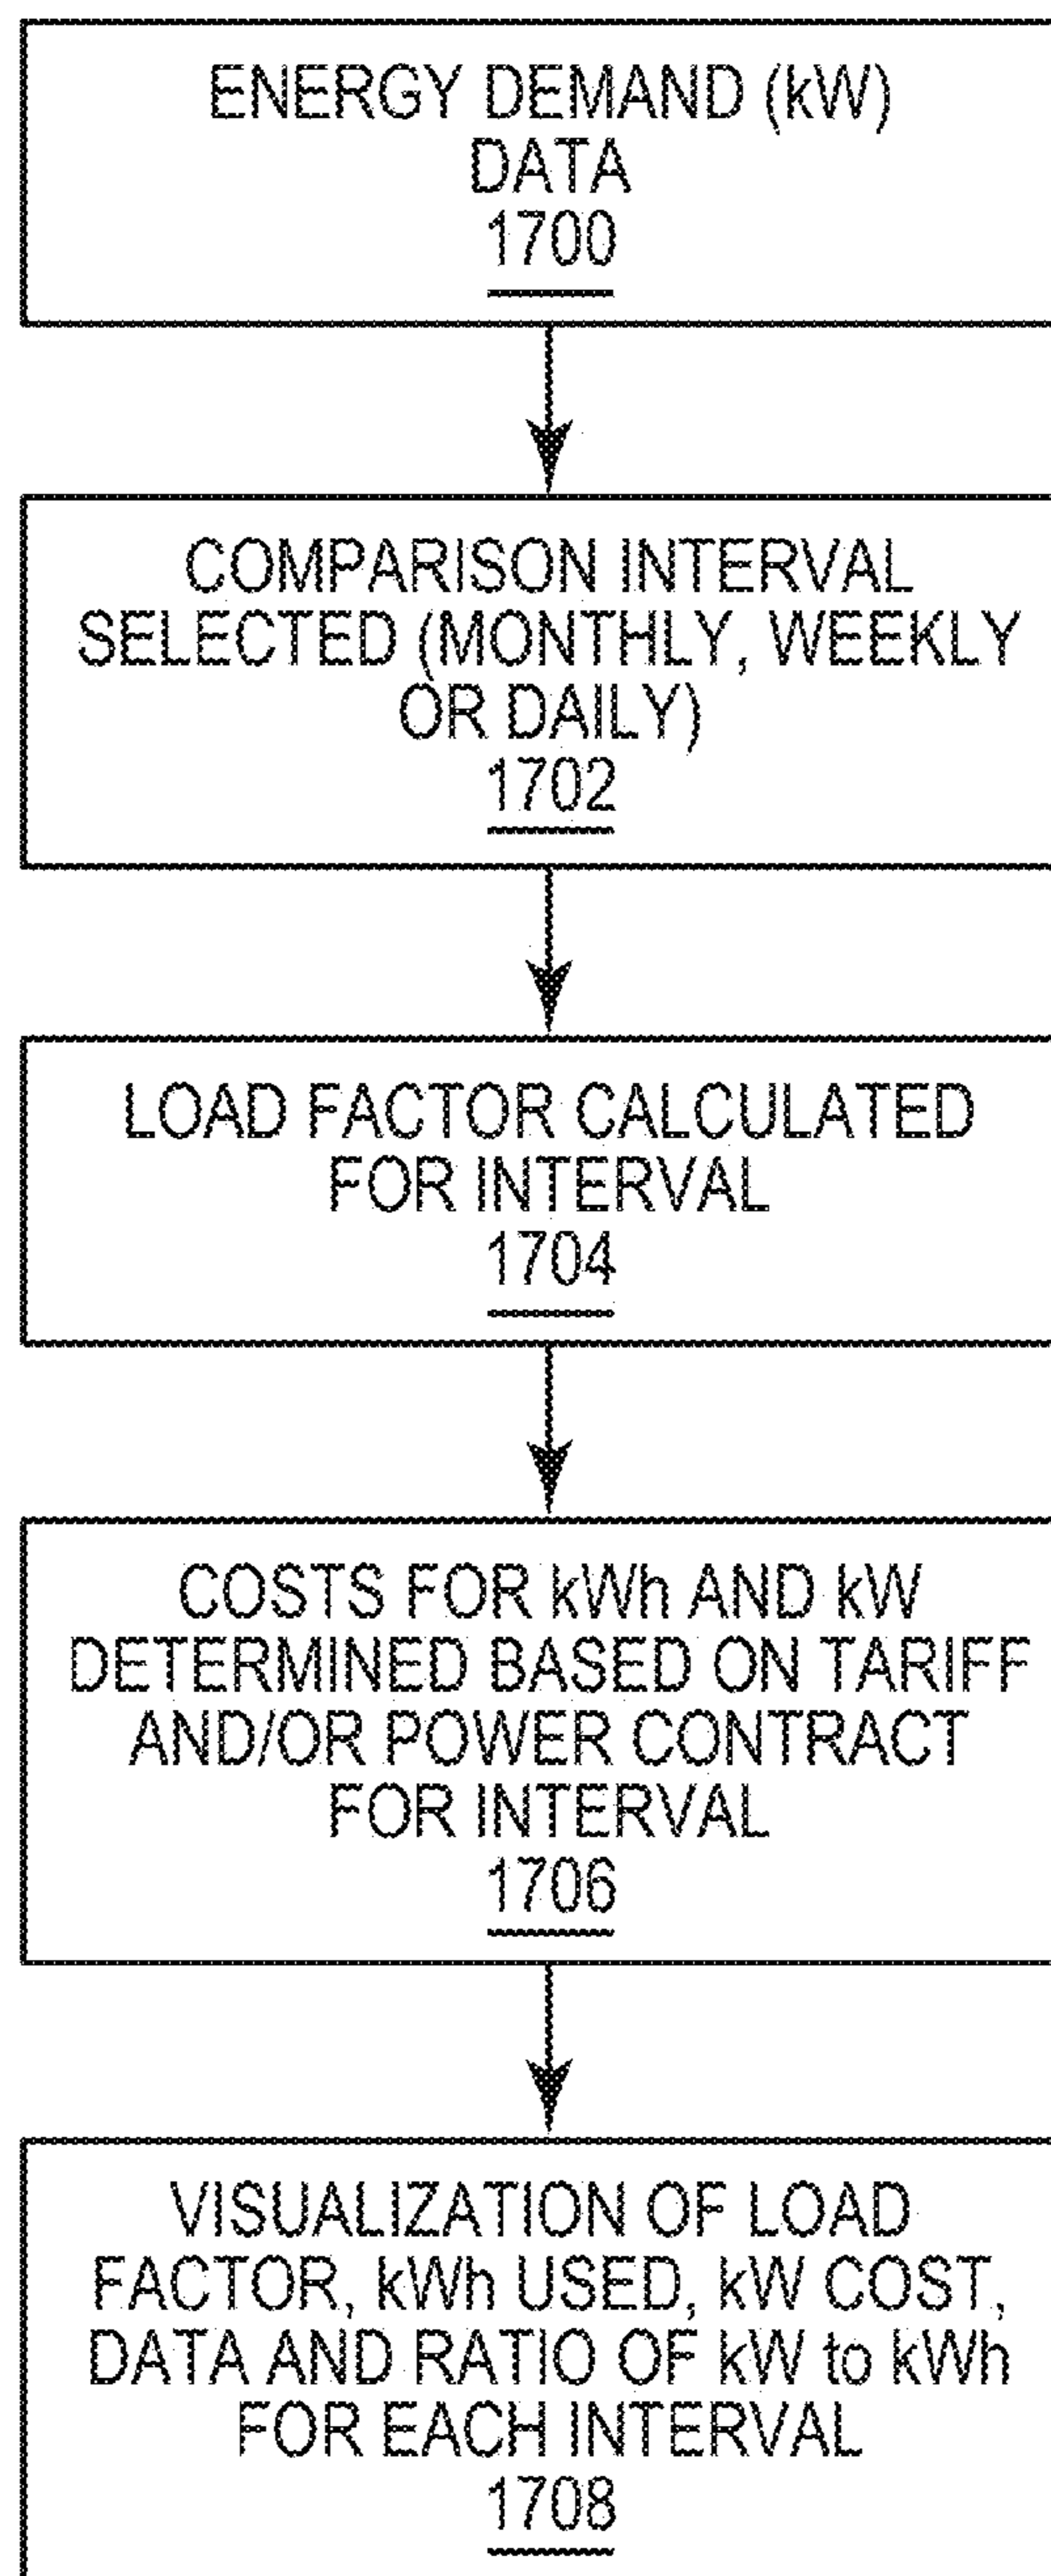 ENERGY DEMAND (kW)
DATA
1700
COMPARISON INTERVAL
SELECTED (MONTHLY, WEEKLY
OR DAILY)
1702
LOAD FACTOR CALCULATED
FOR INTERVAL
1704
COSTS FOR kWh AND kW
DETERMINED BASED ON TARIFF
AND/OR POWER CONTRACT
FOR INTERVAL
1706
VISUALIZATION OF LOAD
FACTOR, kWh USED, kW COST,
DATA AND RATIO OF kW to kWh
FOR EACH INTERVAL
1708